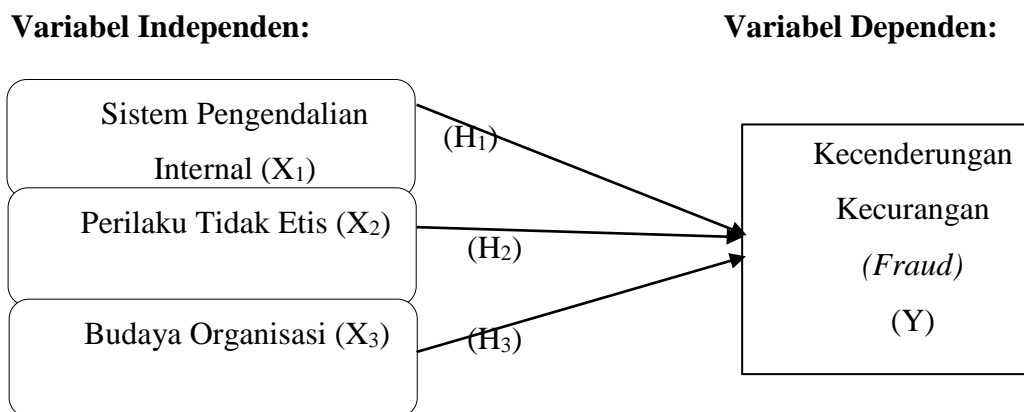 Variabel Independen:
Variabel Dependen:
Sistem Pengendalian
Internal (X₁)
(H₁)
Perilaku Tidak Etis (X₂)
(H₂)
Budaya Organisasi (X₃)
(H₃)
Kecenderungan
Kecurangan
(Fraud)
(Y)